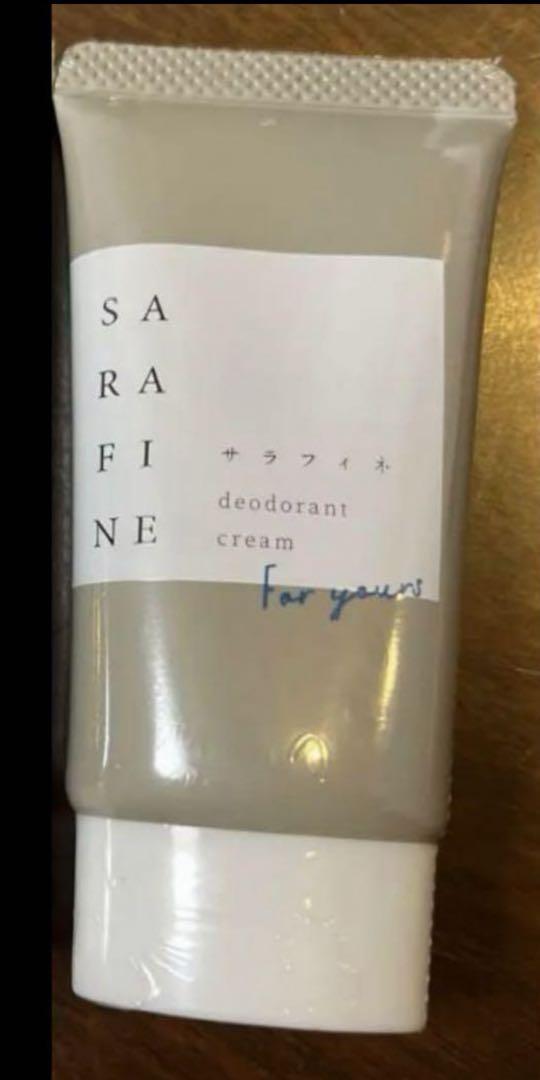 SA
RA
FI
NE
サラフィネ
deodorant
cream
For yours